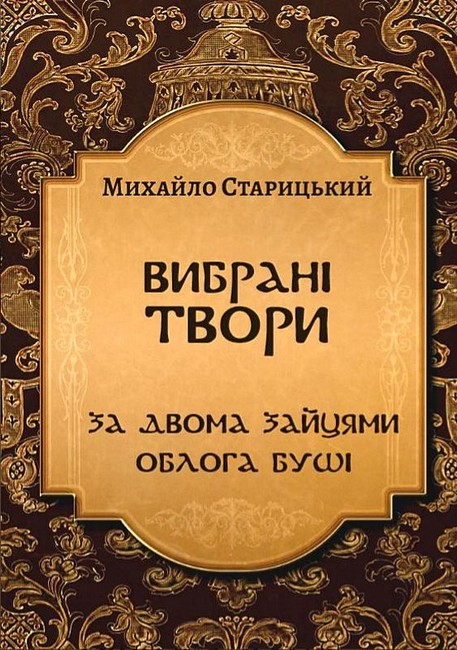 Михайло Старицький
ВИБРАНІ
ТВОРИ
ЗА ДВОМА ЗАЙЦЯМИ
ОБЛОГА БУШІ